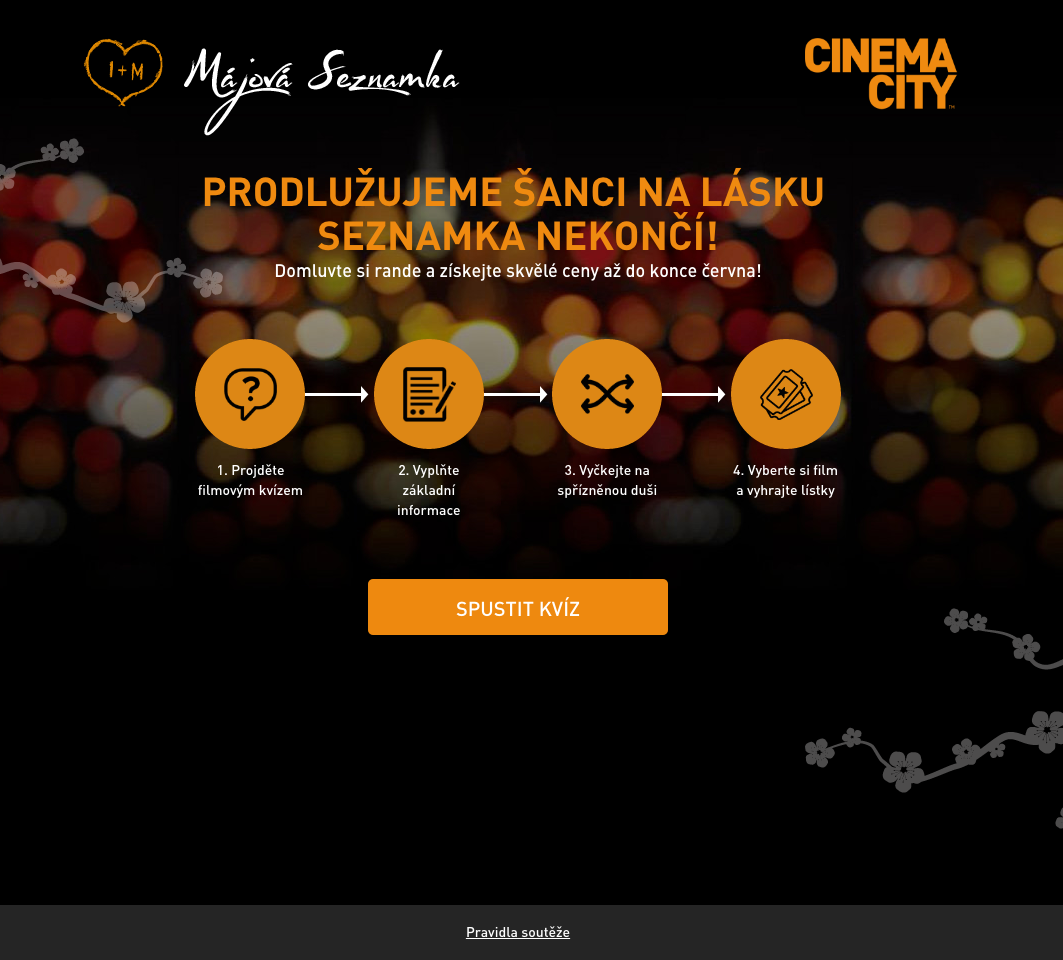 I+M
Májová Seznamka
CINEMA
CITY™
PRODLUŽUJEME ŠANCI NA LÁSKU
SEZNAMKA NEKONČÍ!
Domluvte si rande a získejte skvělé ceny až do konce června!
1. Projděte
filmovým kvízem
2. Vyplňte
základní
informace
3. Vyčkejte na
spřízněnou duši
4. Vyberte si film
a vyhrajte lístky
SPUSTIT KVÍZ
Pravidla soutěže